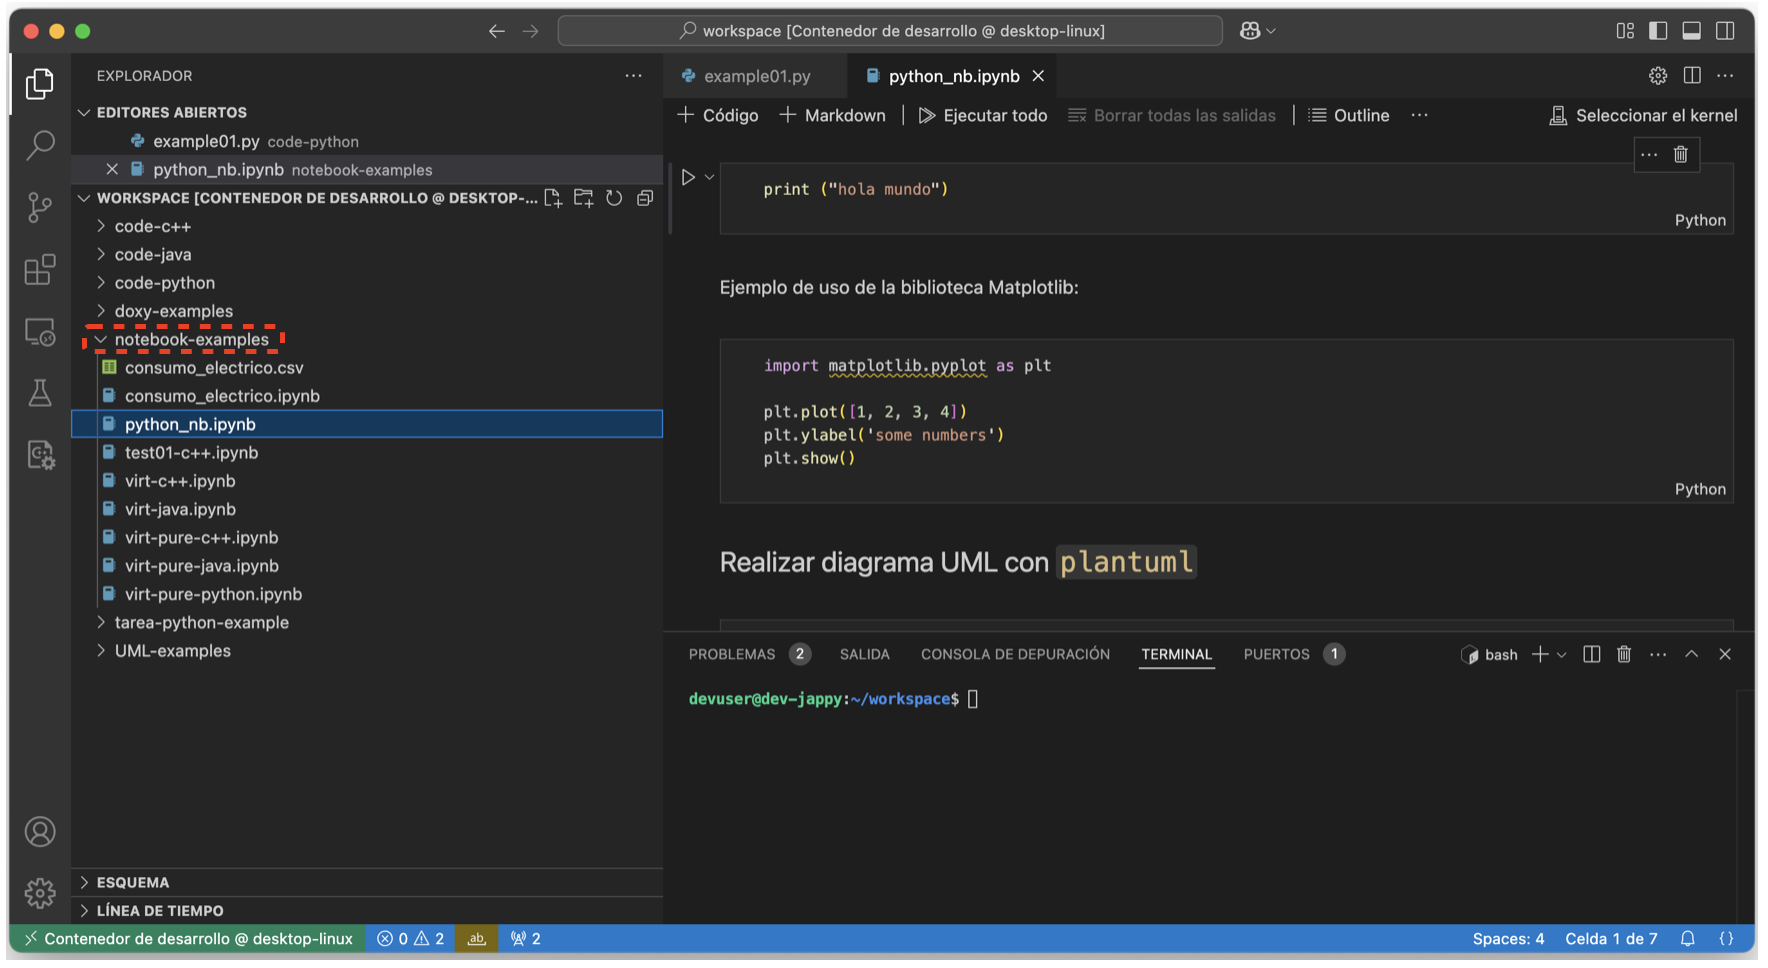 workspace [Contenedor de desarrollo @ desktop-linux]
EXPLORADOR
EDITORES ABIERTOS
example01.py code-python
python_nb.ipynb notebook-examples
WORKSPACE [CONTENEDOR DE DESARROLLO @ DESKTOP-...
code-c++
code-java
code-python
doxy-examples
notebook-examples
consumo_electrico.csv
consumo_electrico.ipynb
python_nb.ipynb
test01-c++.ipynb
virt-c++.ipynb
virt-java.ipynb
virt-pure-c++.ipynb
virt-pure-java.ipynb
virt-pure-python.ipynb
tarea-python-example
UML-examples
ESQUEMA
LÍNEA DE TIEMPO
example01.py python_nb.ipynb
Código Markdown Ejecutar todo Borrar todas las salidas Outline ... Seleccionar el kernel
print ("hola mundo")
Python
Ejemplo de uso de la biblioteca Matplotlib:
import matplotlib.pyplot as plt
plt.plot([1, 2, 3, 4])
plt.ylabel('some numbers')
plt.show()
Python
Realizar diagrama UML con plantuml
PROBLEMAS 2 SALIDA CONSOLA DE DEPURACIÓN TERMINAL PUERTOS 1 bash
devuser@dev-jappy:~/workspace$
Contenedor de desarrollo @ desktop-linux 0 2 ab 2 Spaces: 4 Celda 1 de 7 {}